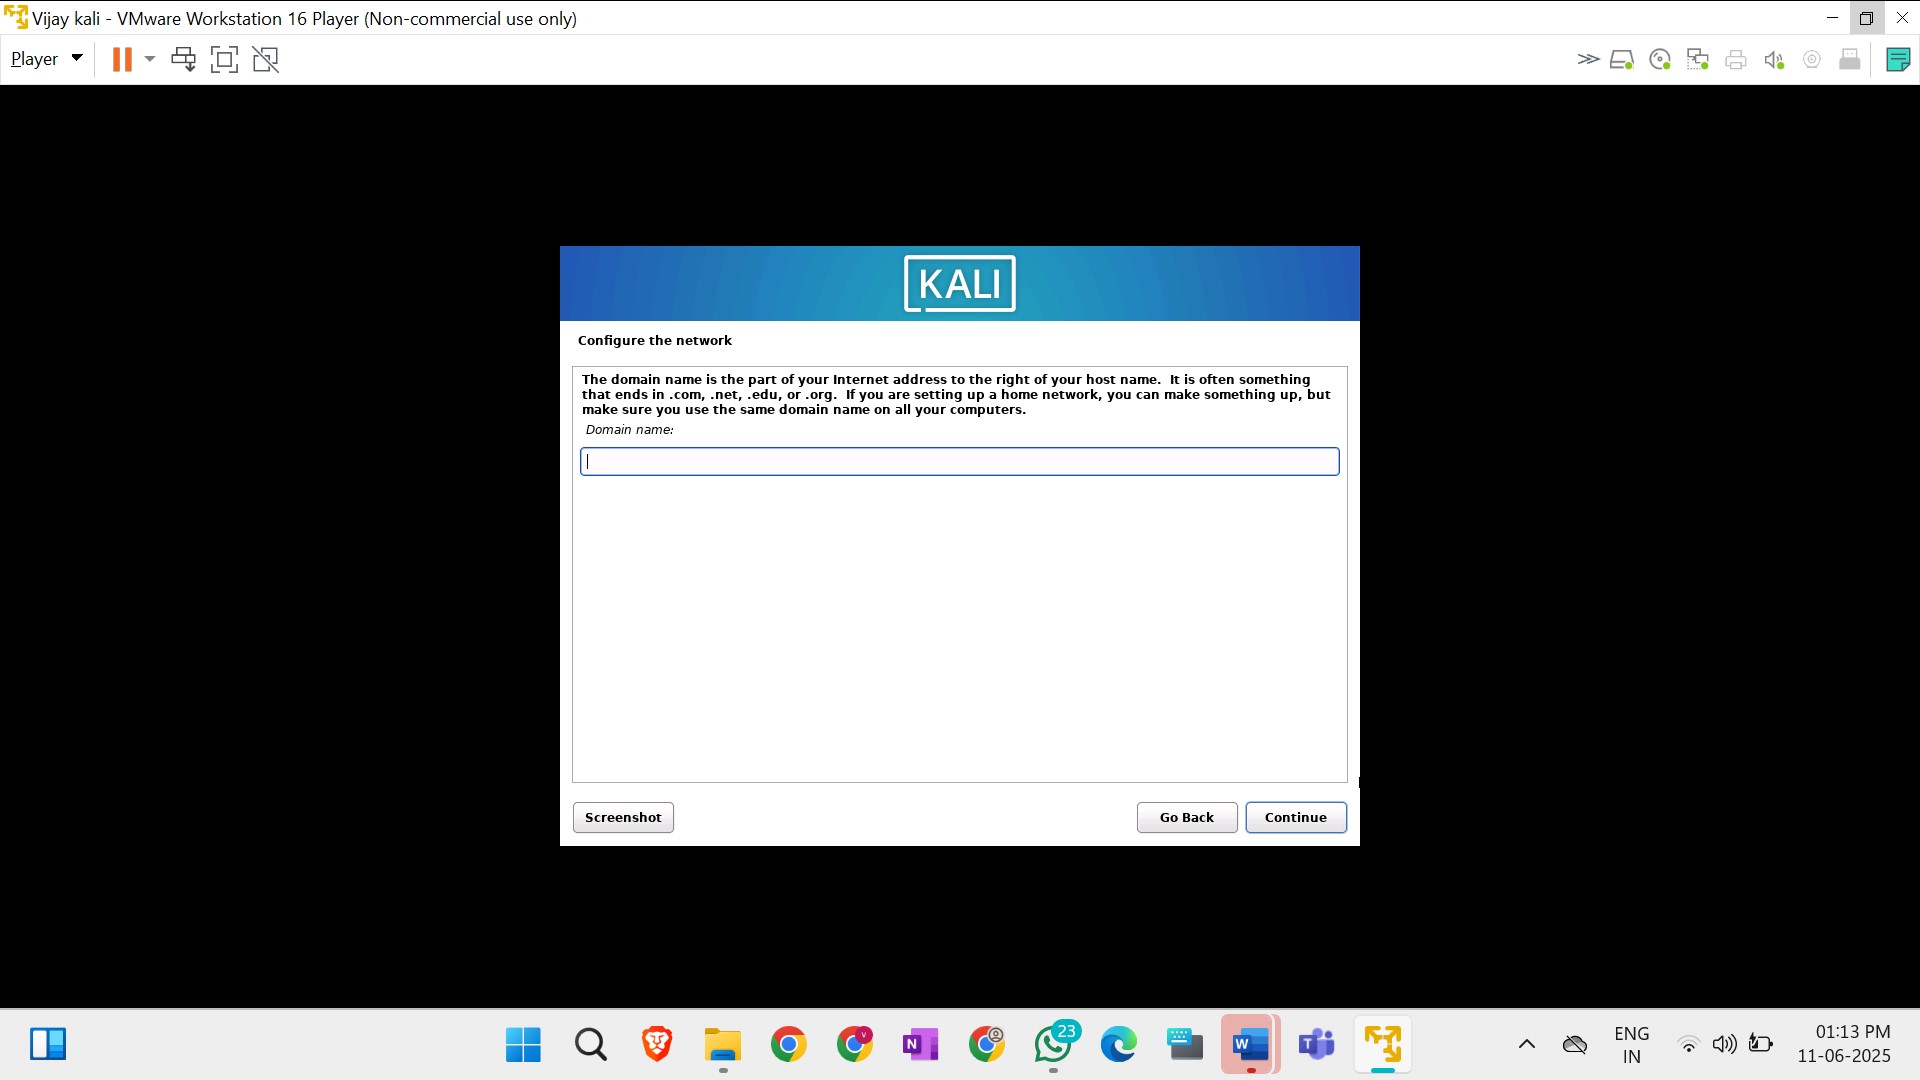 Vijay kali - VMware Workstation 16 Player (Non-commercial use only)
Player
KALI
Configure the network
The domain name is the part of your Internet address to the right of your host name.  It is often something
that ends in .com, .net, .edu, or .org.  If you are setting up a home network, you can make something up, but
make sure you use the same domain name on all your computers.
Domain name:
Screenshot
Go Back
Continue
V
N
23
W
T
ENG
IN
01:13 PM
11-06-2025